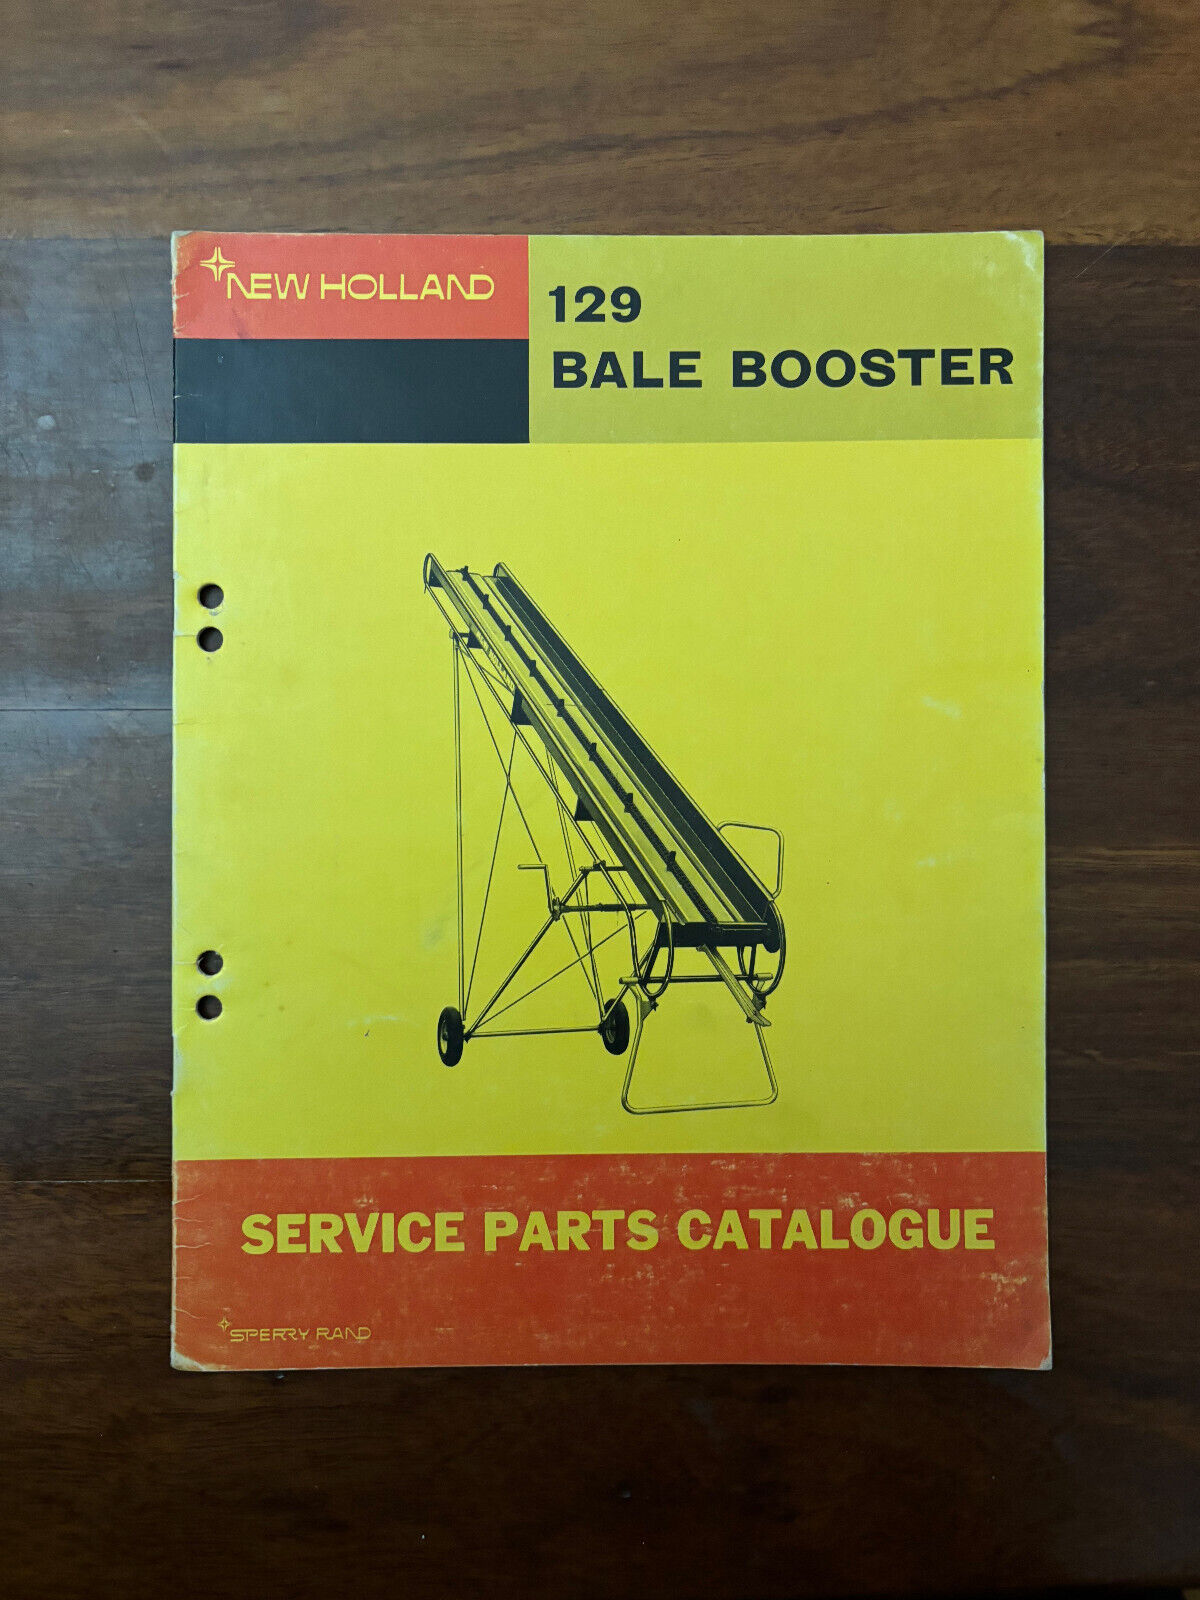 NEW HOLLAND
129
BALE BOOSTER
SERVICE PARTS CATALOGUE
SPERRY RAND